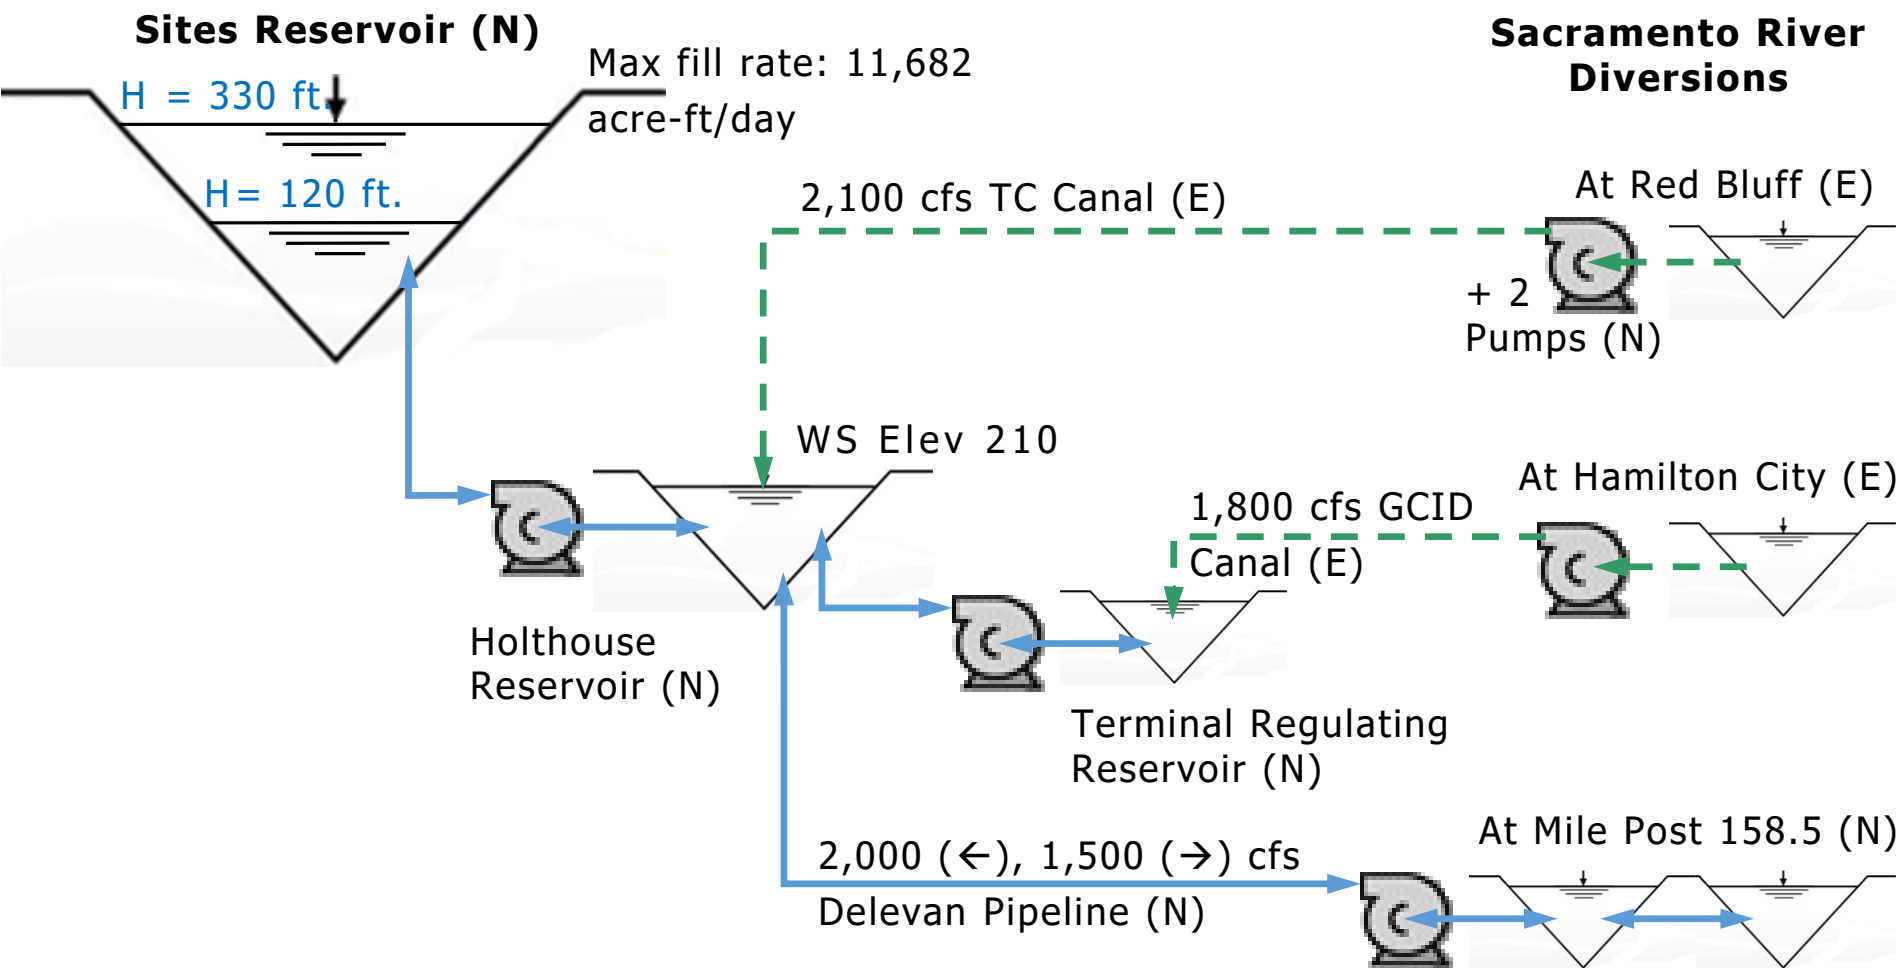 Sites Reservoir (N)
Max fill rate: 11,682
acre-ft/day
H = 330 ft.
H= 120 ft.
Sacramento River
Diversions
2,100 cfs TC Canal (E)
At Red Bluff (E)
+ 2
Pumps (N)
WS Elev 210
At Hamilton City (E)
1,800 cfs GCID
Canal (E)
Holthouse
Reservoir (N)
Terminal Regulating
Reservoir (N)
At Mile Post 158.5 (N)
2,000 (←), 1,500 (→) cfs
Delevan Pipeline (N)